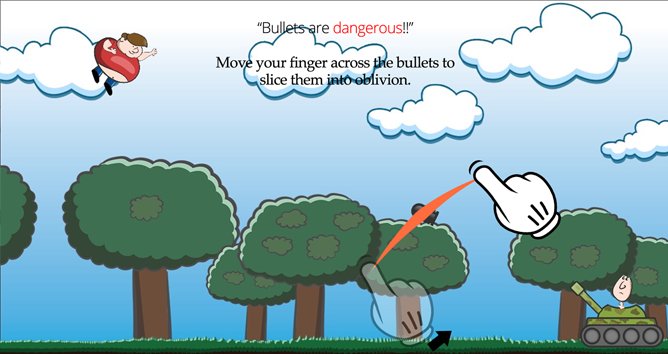 “Bullets are dangerous!!”
Move your finger across the bullets to
slice them into oblivion.